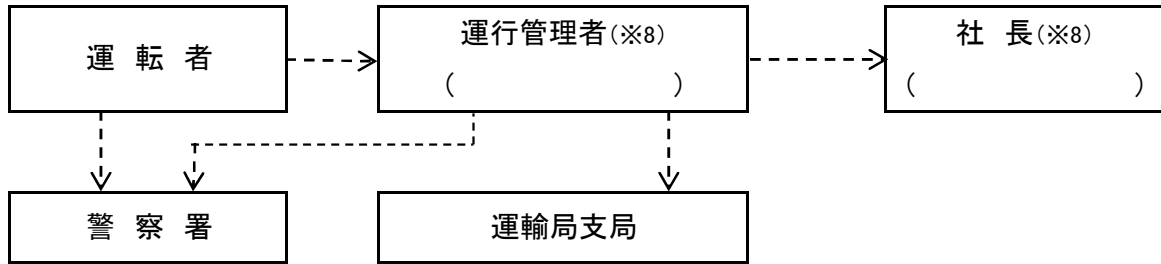 運 転 者
運行管理者(※8)
( )
社 長(※8)
( )
警 察 署
運輸局支局